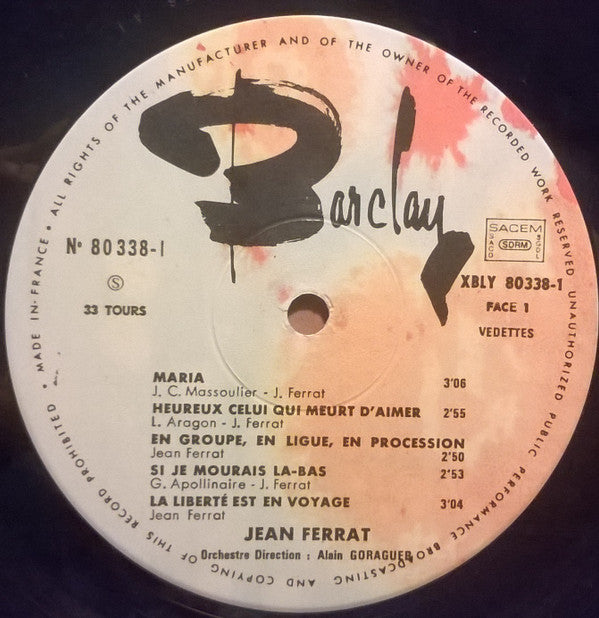 • ALL RIGHTS OF THE MANUFACTURER AND OF THE OWNER OF THE RECORDED WORK RESERVED UNAUTHORIZED PUBLIC PERFORMANCE BROADCASTING AND COPYING OF THIS RECORD PROHIBITED • MADE IN FRANCE
Barclay
SACEM
SACD SDRM SGDL
Nº 80338-I
XBLY 80338-1
S
FACE 1
33 TOURS
VEDETTES
MARIA 3'06
J. C. Massoulier - J. Ferrat
HEUREUX CELUI QUI MEURT D'AIMER 2'55
L. Aragon - J. Ferrat
EN GROUPE, EN LIGUE, EN PROCESSION
Jean Ferrat 2'50
SI JE MOURAIS LA-BAS 2'53
G. Apollinaire - J. Ferrat
LA LIBERTÉ EST EN VOYAGE 3'04
Jean Ferrat
JEAN FERRAT
Orchestre Direction : Alain GORAGUER